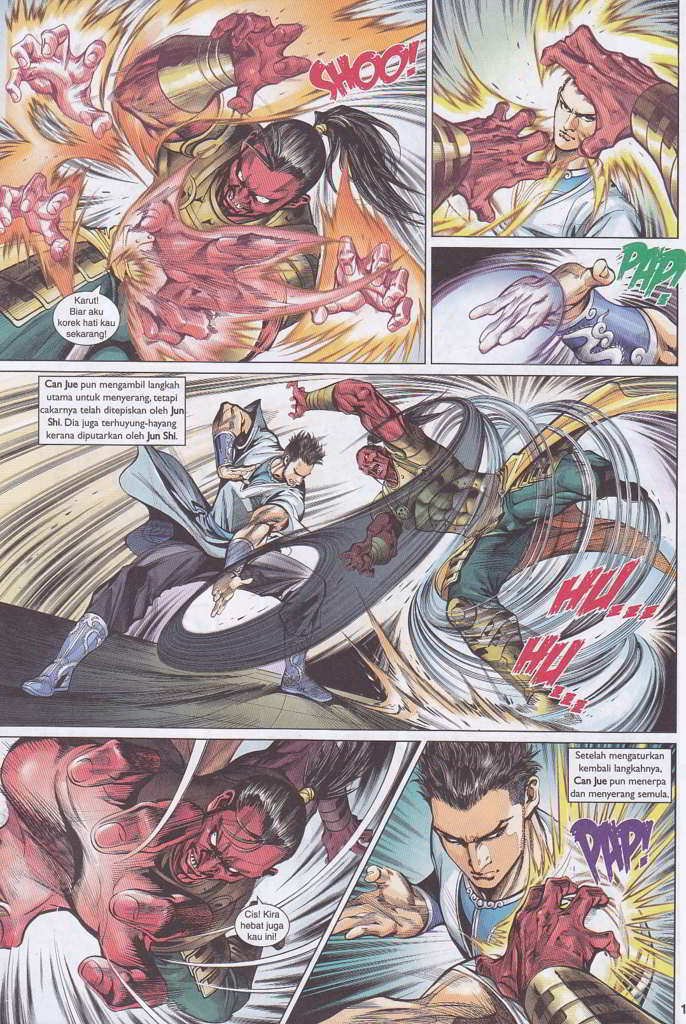 SHOO!
Karut!
Biar aku
korek hati kau
sekarang!
PAP!
Can Jue pun mengambil langkah
utama untuk menyerang, tetapi
cakarnya telah ditepiskan oleh Jun
Shi. Dia juga terhuyung-hayang
kerana diputarkan oleh Jun Shi.
HU...
HU...
Cis! Kira
hebat juga
kau ini!
Setelah mengaturkan
kembali langkahnya,
Can Jue pun menerpa
dan menyerang semula.
PAP!